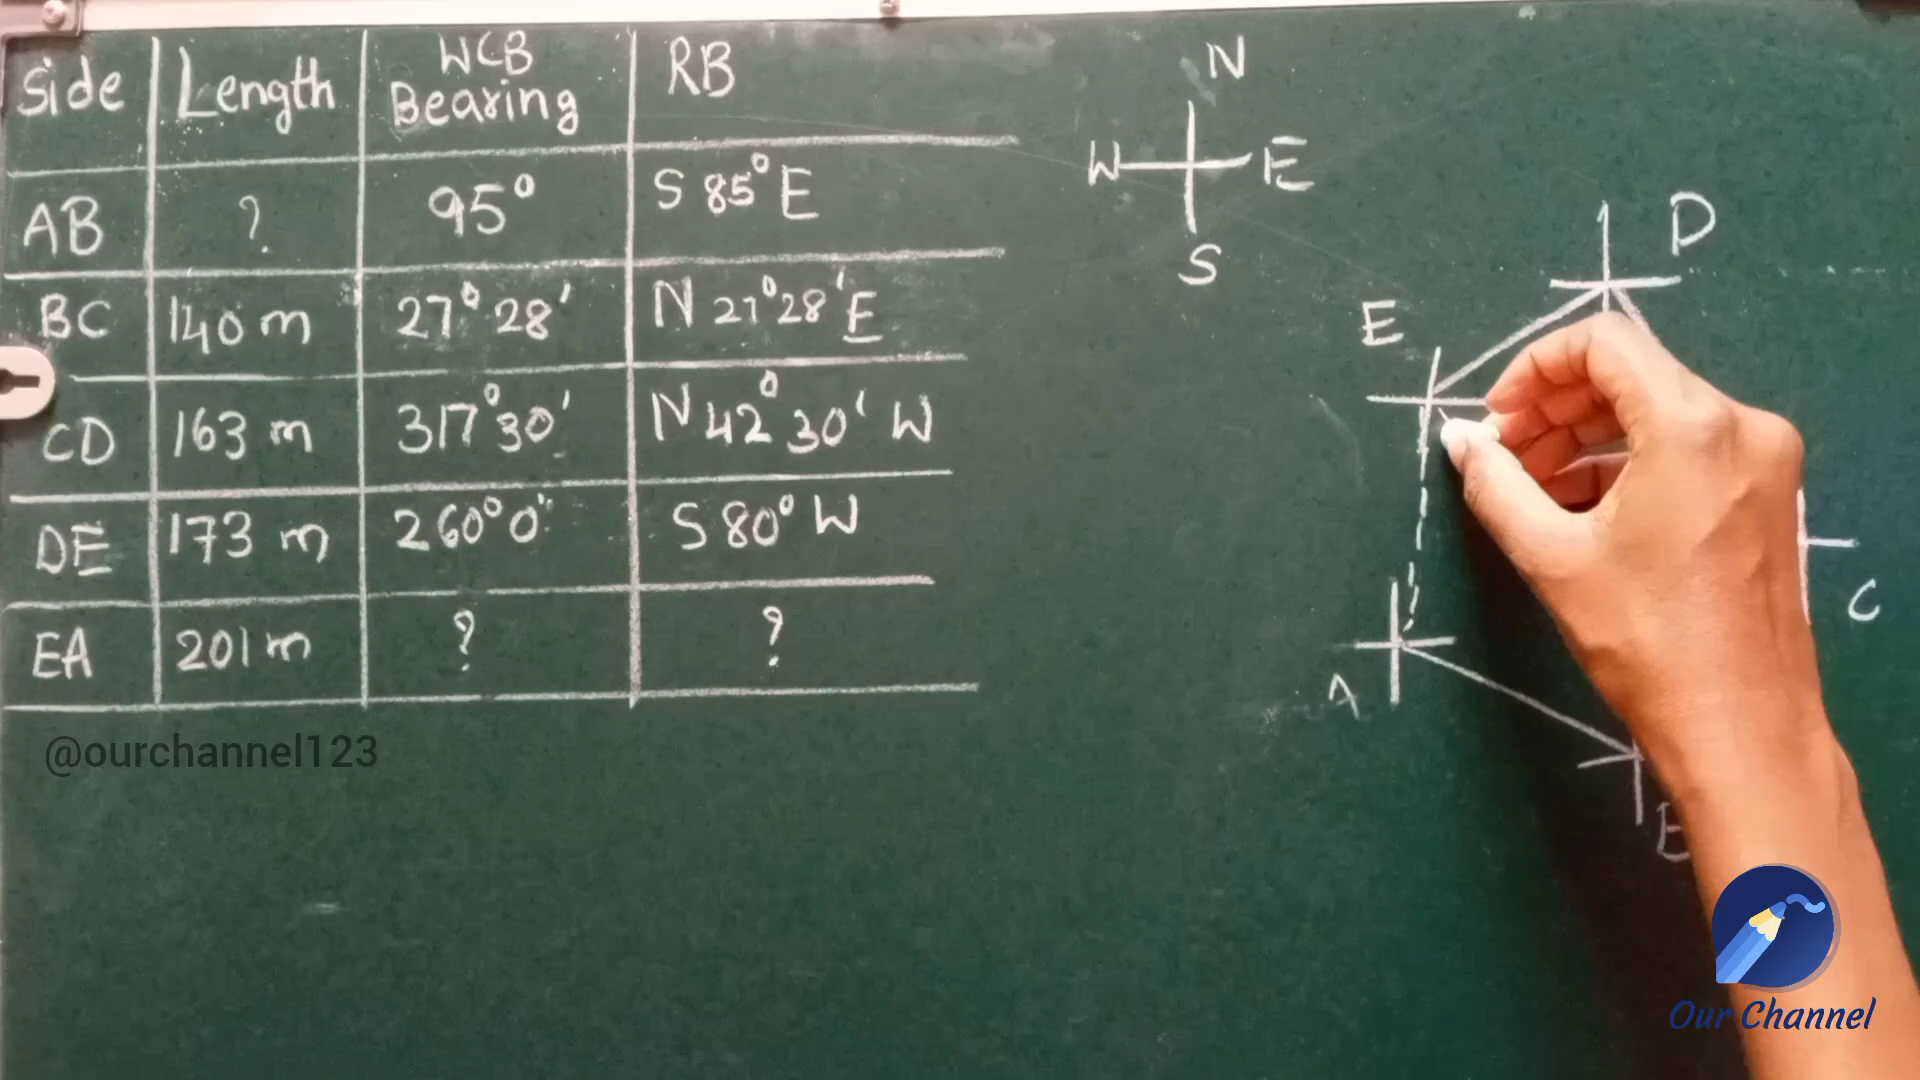 Side Length WCB Bearing RB
AB ? 95° S 85° E
BC 140 m 27° 28' N 27° 28' E
CD 163 m 317° 30' N 42° 30' W
DE 173 m 260° 0' S 80° W
EA 201 m ? ?
N
W E
S
D
E
C
A
B
@ourchannel123
Our Channel